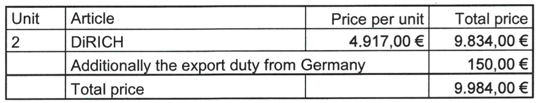 Unit Article Price per unit Total price
2 DiRICH 4.917,00 € 9.834,00 €
Additionally the export duty from Germany 150,00 €
Total price 9.984,00 €